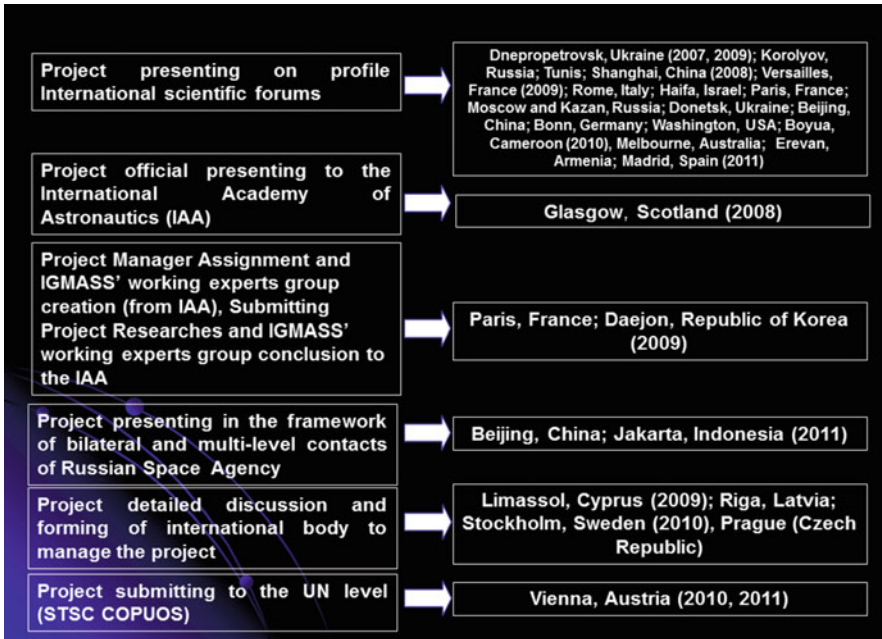 Project presenting on profile
International scientific forums
Dnepropetrovsk, Ukraine (2007, 2009); Korolyov,
Russia; Tunis; Shanghai, China (2008); Versailles,
France (2009); Rome, Italy; Haifa, Israel; Paris, France;
Moscow and Kazan, Russia; Donetsk, Ukraine; Beijing,
China; Bonn, Germany; Washington, USA; Boyua,
Cameroon (2010), Melbourne, Australia; Erevan,
Armenia; Madrid, Spain (2011)
Project official presenting to the
International Academy of
Astronautics (IAA)
Glasgow, Scotland (2008)
Project Manager Assignment and
IGMASS’ working experts group
creation (from IAA), Submitting
Project Researches and IGMASS’
working experts group conclusion to
the IAA
Paris, France; Daejon, Republic of Korea
(2009)
Project presenting in the framework
of bilateral and multi-level contacts
of Russian Space Agency
Beijing, China; Jakarta, Indonesia (2011)
Project detailed discussion and
forming of international body to
manage the project
Limassol, Cyprus (2009); Riga, Latvia;
Stockholm, Sweden (2010), Prague (Czech
Republic)
Project submitting to the UN level
(STSC COPUOS)
Vienna, Austria (2010, 2011)